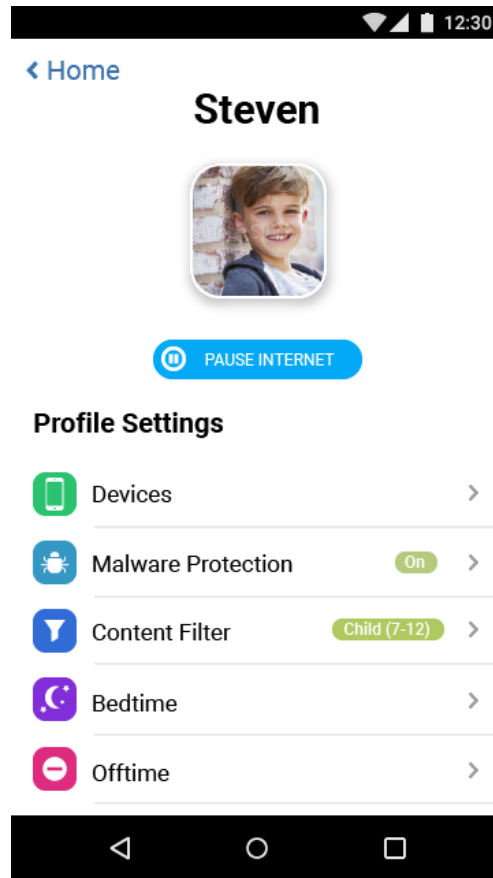 12:30
Home
Steven
PAUSE INTERNET
Profile Settings
Devices
Malware Protection On
Content Filter Child (7-12)
Bedtime
Offtime